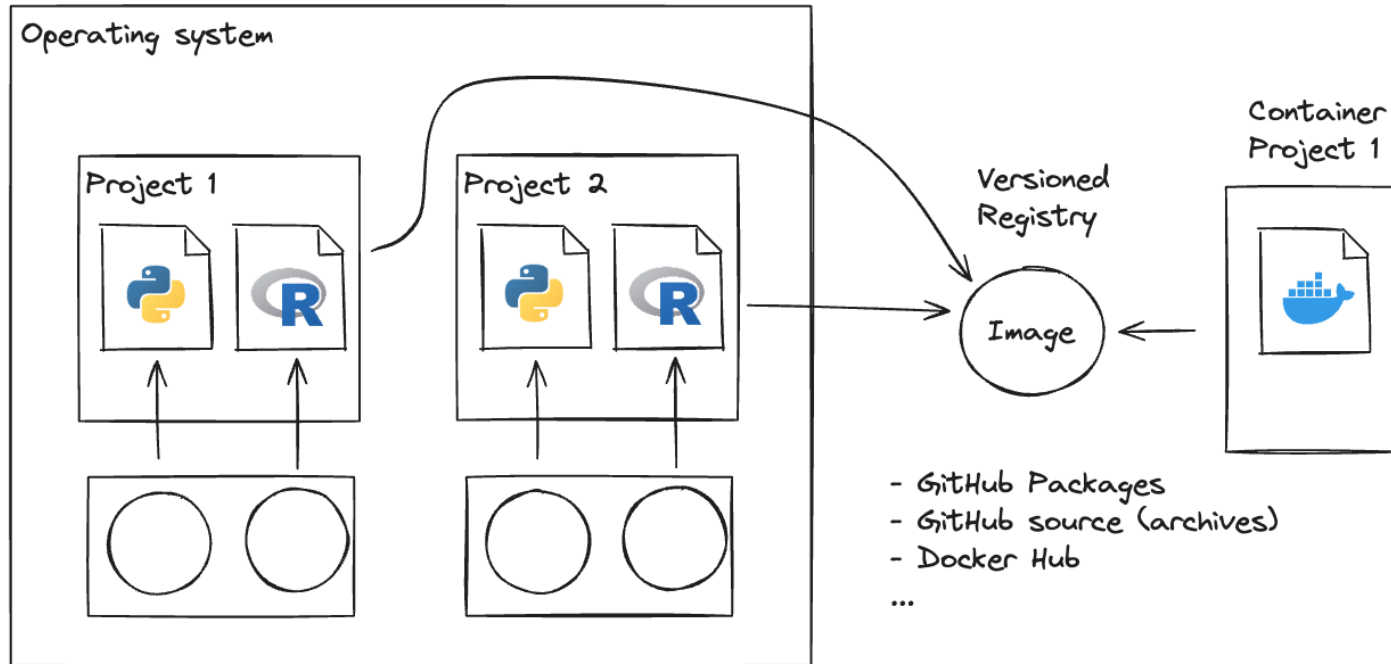 Operating system
Project 1
Project 2
R
R
Versioned
Registry
Image
Container
Project 1
- GitHub Packages
- GitHub source (archives)
- Docker Hub
...